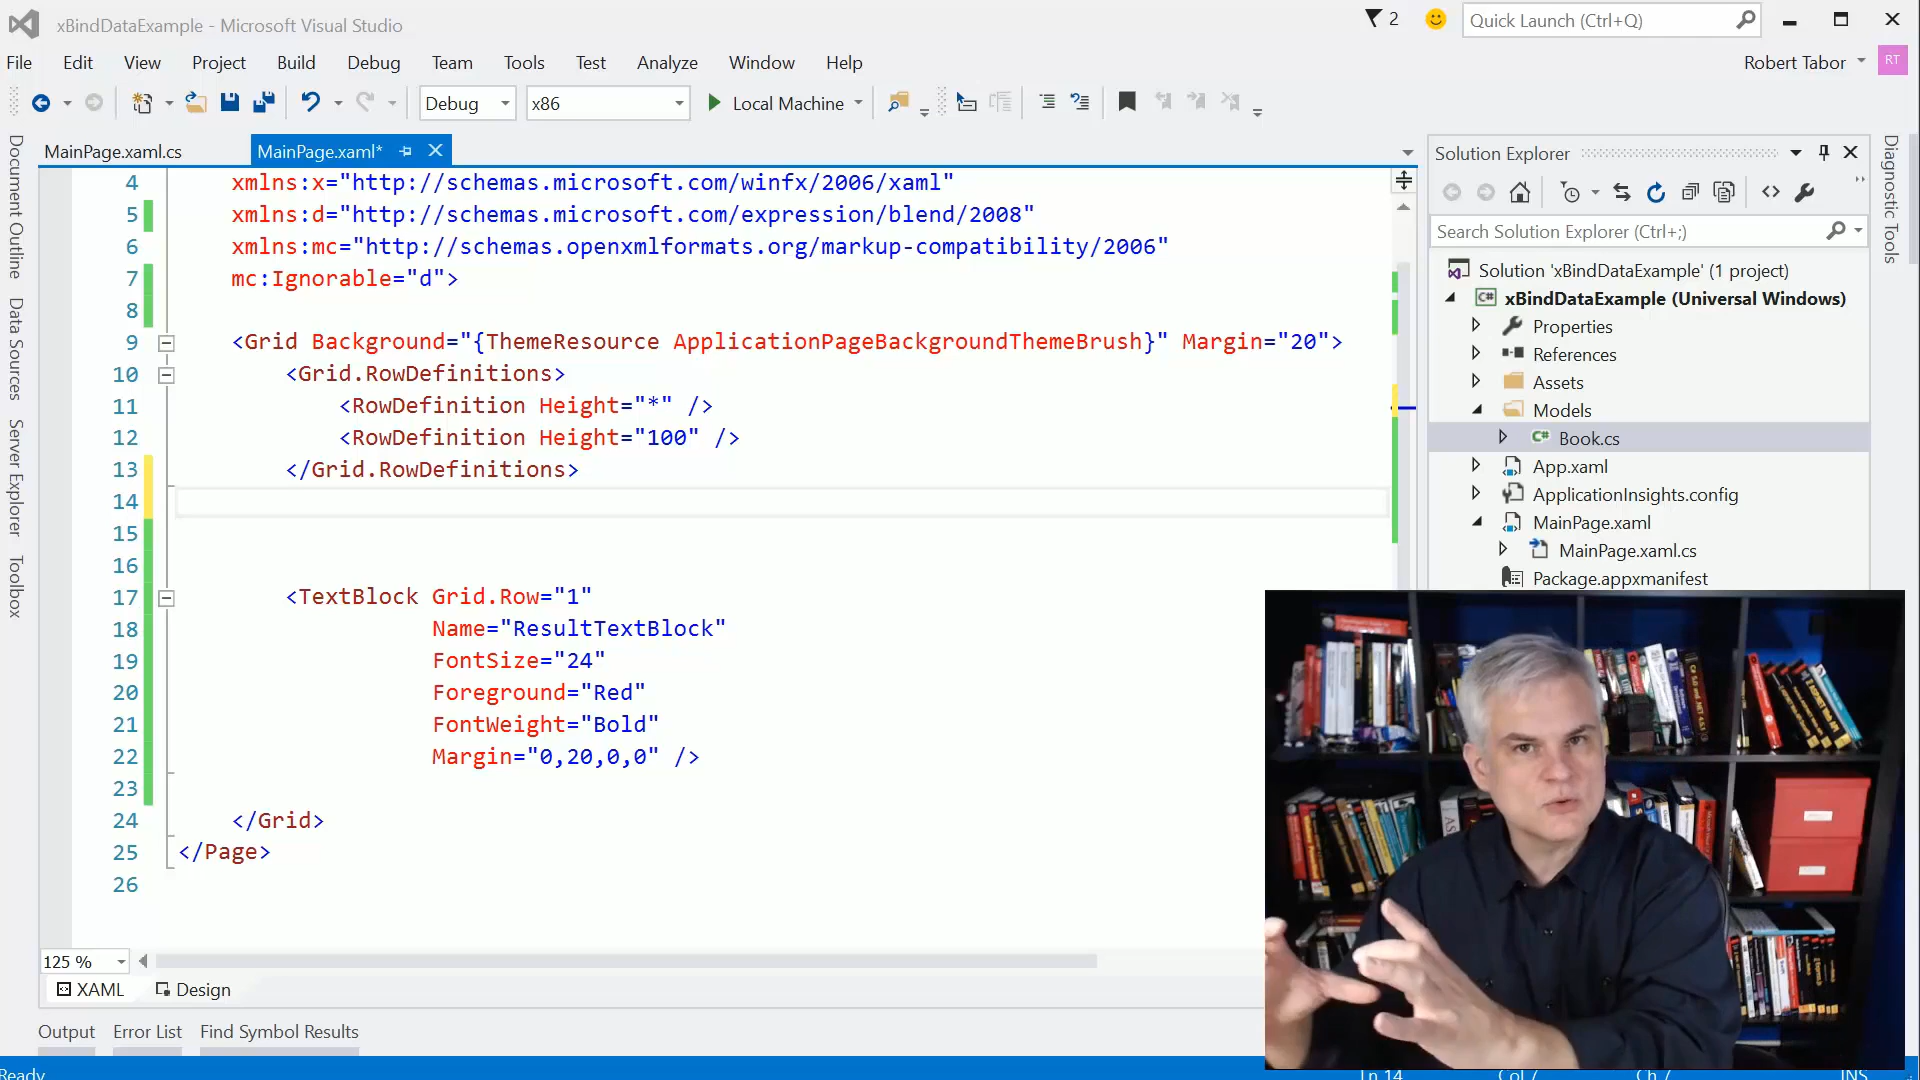 xBindDataExample - Microsoft Visual Studio
2
Quick Launch (Ctrl+Q)
File Edit View Project Build Debug Team Tools Test Analyze Window Help
Robert Tabor
RT
Debug
x86
Local Machine
Document Outline
Data Sources
Server Explorer
Toolbox
MainPage.xaml.cs
MainPage.xaml*
4 xmlns:x="http://schemas.microsoft.com/winfx/2006/xaml"
5 xmlns:d="http://schemas.microsoft.com/expression/blend/2008"
6 xmlns:mc="http://schemas.openxmlformats.org/markup-compatibility/2006"
7 mc:Ignorable="d">
8
9 <Grid Background="{ThemeResource ApplicationPageBackgroundThemeBrush}" Margin="20">
10 <Grid.RowDefinitions>
11 <RowDefinition Height="*" />
12 <RowDefinition Height="100" />
13 </Grid.RowDefinitions>
14
15
16
17 <TextBlock Grid.Row="1"
18 Name="ResultTextBlock"
19 FontSize="24"
20 Foreground="Red"
21 FontWeight="Bold"
22 Margin="0,20,0,0" />
23
24 </Grid>
25 </Page>
26
125 %
XAML Design
Output Error List Find Symbol Results
Ready
Ln 14 Col 7 Ch 7 INS
Solution Explorer
Search Solution Explorer (Ctrl+;)
Solution 'xBindDataExample' (1 project)
C# xBindDataExample (Universal Windows)
Properties
References
Assets
Models
C# Book.cs
App.xaml
ApplicationInsights.config
MainPage.xaml
MainPage.xaml.cs
Package.appxmanifest
Diagnostic Tools